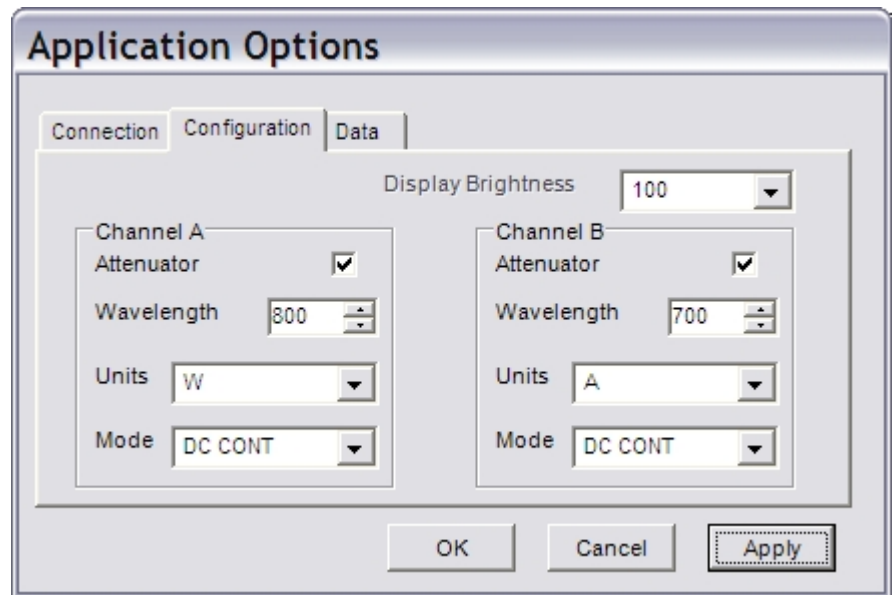 Application Options
Connection Configuration Data
Display Brightness 100
Channel A
Attenuator
Wavelength 800
Units W
Mode DC CONT
Channel B
Attenuator
Wavelength 700
Units A
Mode DC CONT
OK Cancel Apply